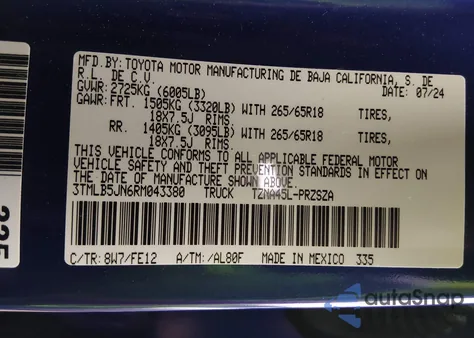 MFD.BY: TOYOTA MOTOR MANUFACTURING DE BAJA CALIFORNIA, S. DE
R.L. DE C.V. DATE: 07/24
GVWR: 2725KG (6005LB)
GAWR: FRT. 1505KG (3320LB) WITH 265/65R18 TIRES,
18X7.5J RIMS.
RR. 1405KG (3095LB) WITH 265/65R18 TIRES,
18X7.5J RIMS.
THIS VEHICLE CONFORMS TO ALL APPLICABLE FEDERAL MOTOR
VEHICLE SAFETY AND THEFT PREVENTION STANDARDS IN EFFECT ON
THE DATE OF MANUFACTURE SHOWN ABOVE.
3TMLB5JN6RM043380 TRUCK TZNA45L-PRZSZA
C/TR: 8W7/FE12 A/TM: /AL80F MADE IN MEXICO 335
335
autoSnap